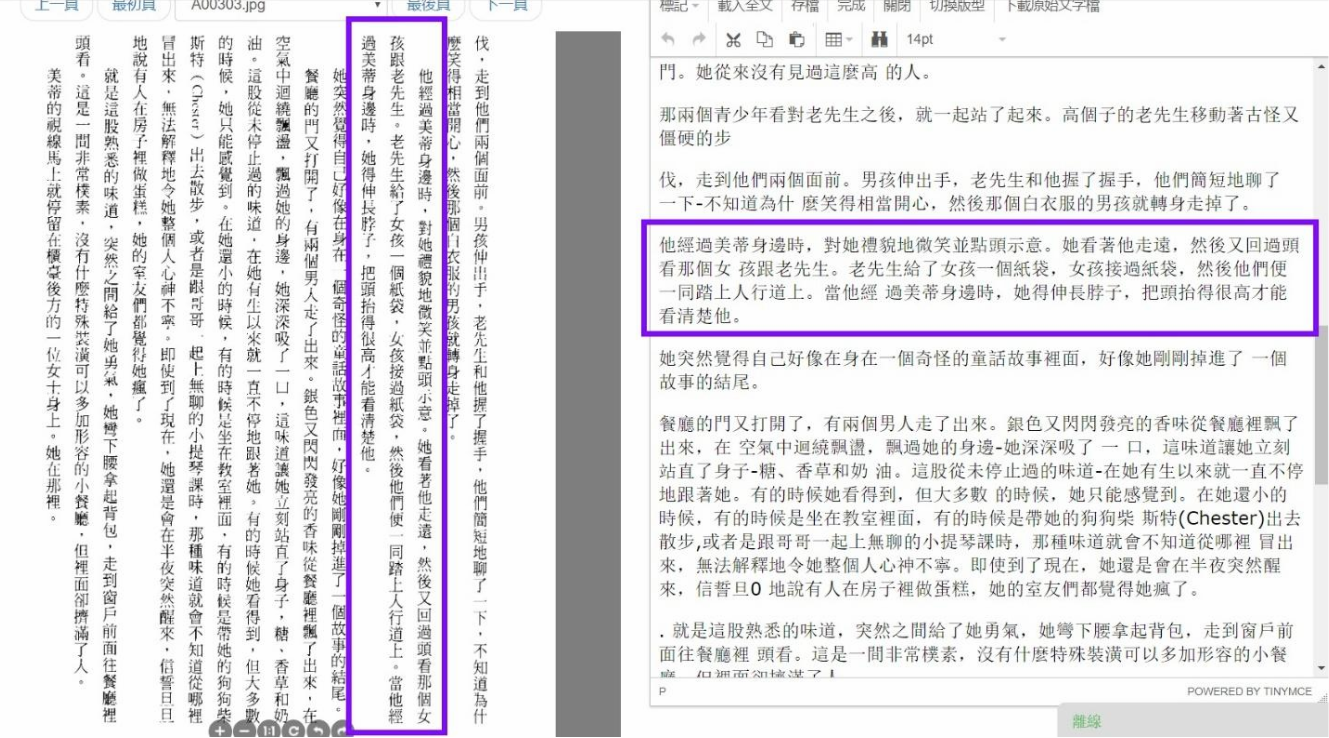 上一頁
最初頁
A00303.jpg
最後頁
下一頁
伐，走到他們兩個面前。男孩伸出手，老先生和他握了握手，他們簡短地聊了一下，不知道為什
麼笑得相當開心，然後那個白衣服的男孩就轉身走掉了。
他經過美蒂身邊時，對她禮貌地微笑並點頭示意。她看著他走遠，然後又回過頭看那個女
孩跟老先生。老先生給了女孩一個紙袋，女孩接過紙袋，然後他們便一同踏上人行道上。當他經
過美蒂身邊時，她得伸長脖子，把頭抬得很高才能看清楚他。
她突然覺得自己好像在身在一個奇怪的童話故事裡面，好像她剛剛掉進了一個故事的結尾。
餐廳的門又打開了，有兩個男人走了出來。銀色又閃閃發亮的香味從餐廳裡飄了出來，在
空氣中迴繞飄盪，飄過她的身邊，她深深吸了一口，這味道讓她立刻站直了身子，糖、香草和奶
油。這股從未停止過的味道，在她有生以來就一直不停地跟著她。有的時候她看得到，但大多數
的時候，她只能感覺到。在她還小的時候，有的時候是坐在教室裡面，有的時候是帶她的狗狗柴
斯特（Chester）出去散步，或者是跟哥哥一起上無聊的小提琴課時，那種味道就會不知道從哪裡
冒出來，無法解釋地令她整個人心神不寧。即使到了現在，她還是會在半夜突然醒來，信誓旦旦
地說有人在房子裡做蛋糕，她的室友們都覺得她瘋了。
就是這股熟悉的味道，突然之間給了她勇氣，她彎下腰拿起背包，走到窗戶前面往餐廳裡
頭看。這是一間非常樸素，沒有什麼特殊裝潢可以多加形容的小餐廳，但裡面卻擠滿了人。
美蒂的視線馬上就停留在櫃臺後方的一位女士身上。她在那裡。
標記 載入全文 存檔 完成 關閉 切換版型 下載原始文字檔
14pt
門。她從來沒有見過這麼高 的人。
那兩個青少年看對老先生之後，就一起站了起來。高個子的老先生移動著古怪又
僵硬的步
伐，走到他們兩個面前。男孩伸出手，老先生和他握了握手，他們簡短地聊了
一下-不知道為什 麼笑得相當開心，然後那個白衣服的男孩就轉身走掉了。
他經過美蒂身邊時，對她禮貌地微笑並點頭示意。她看著他走遠，然後又回過頭
看那個女 孩跟老先生。老先生給了女孩一個紙袋，女孩接過紙袋，然後他們便
一同踏上人行道上。當他經 過美蒂身邊時，她得伸長脖子，把頭抬得很高才能
看清楚他。
她突然覺得自己好像在身在一個奇怪的童話故事裡面，好像她剛剛掉進了 一個
故事的結尾。
餐廳的門又打開了，有兩個男人走了出來。銀色又閃閃發亮的香味從餐廳裡飄了
出來，在 空氣中迴繞飄盪，飄過她的身邊-她深深吸了 一 口，這味道讓她立刻
站直了身子-糖、香草和奶 油。這股從未停止過的味道-在她有生以來就一直不停
地跟著她。有的時候她看得到，但大多數 的時候，她只能感覺到。在她還小的
時候，有的時候是坐在教室裡面，有的時候是帶她的狗狗柴 斯特(Chester)出去
散步,或者是跟哥哥一起上無聊的小提琴課時，那種味道就會不知道從哪裡 冒出
來，無法解釋地令她整個人心神不寧。即使到了現在，她還是會在半夜突然醒
來，信誓旦0 地說有人在房子裡做蛋糕，她的室友們都覺得她瘋了。
. 就是這股熟悉的味道，突然之間給了她勇氣，她彎下腰拿起背包，走到窗戶前
面往餐廳裡 頭看。這是一間非常樸素，沒有什麼特殊裝潢可以多加形容的小餐
廳，但裡面卻擠滿了人
P
POWERED BY TINYMCE
離線